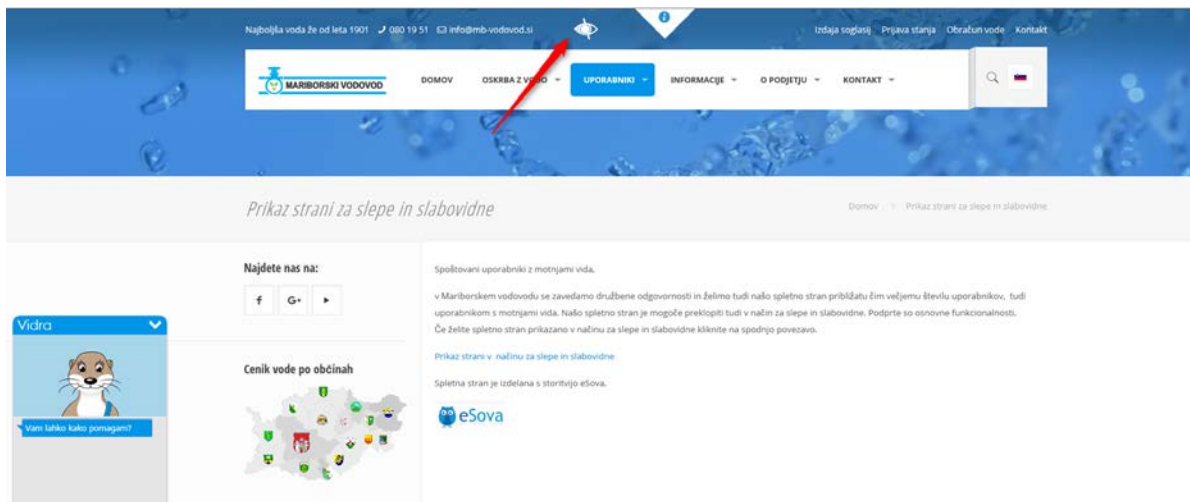 Najboljša voda že od leta 1901 080 19 51 info@mb-vodovod.si
Izdaja soglasij Prijava stanja Obračun vode Kontakt
MARIBORSKI VODOVOD
DOMOV OSKRBA Z VODO UPORABNIKI INFORMACIJE O PODJETJU KONTAKT
Prikaz strani za slepe in slabovidne
Domov Prikaz strani za slepe in slabovidne
Najdete nas na:
f G+
Cenik vode po občinah
Spoštovani uporabniki z motnjami vida,
v Mariborskem vodovodu se zavedamo družbene odgovornosti in želimo tudi našo spletno stran približatu čim večjemu številu uporabnikov, tudi
uporabnikom s motnjami vida. Našo spletno stran je mogoče preklopiti tudi v način za slepe in slabovidne. Podprte so osnovne funkcionalnosti.
Če želite spletno stran prikazano v načinu za slepe in slabovidne kliknite na spodnjo povezavo.
Prikaz strani v načinu za slepe in slabovidne
Spletna stran je izdelana s storitvijo eSova.
eSova
Vidra
Vam lahko kako pomagam?